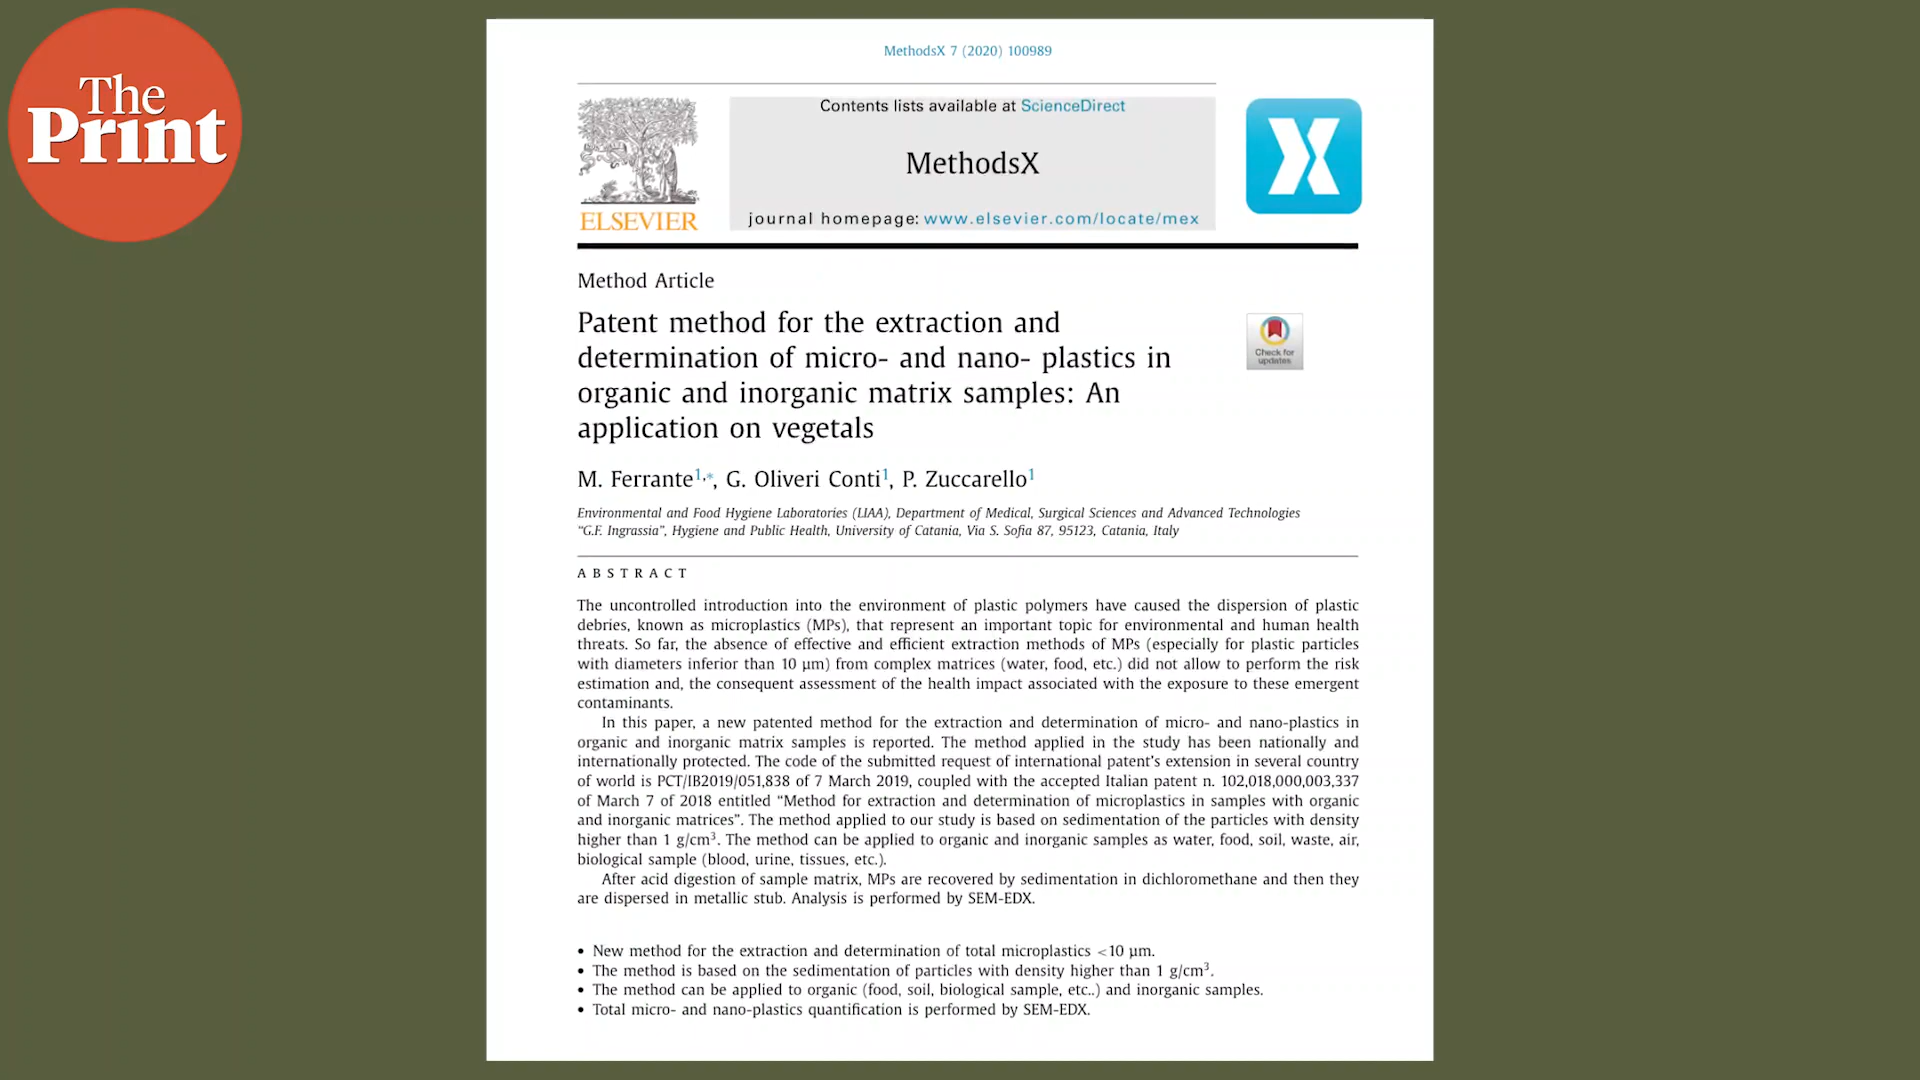 The
Print
MethodsX 7 (2020) 100989
Contents lists available at ScienceDirect
MethodsX
journal homepage: www.elsevier.com/locate/mex
ELSEVIER
X
Method Article
Patent method for the extraction and
determination of micro- and nano- plastics in
organic and inorganic matrix samples: An
application on vegetals
Check for
updates
M. Ferrante¹,*, G. Oliveri Conti¹, P. Zuccarello¹
Environmental and Food Hygiene Laboratories (LIAA), Department of Medical, Surgical Sciences and Advanced Technologies
“G.F. Ingrassia”, Hygiene and Public Health, University of Catania, Via S. Sofia 87, 95123, Catania, Italy
ABSTRACT
The uncontrolled introduction into the environment of plastic polymers have caused the dispersion of plastic
debries, known as microplastics (MPs), that represent an important topic for environmental and human health
threats. So far, the absence of effective and efficient extraction methods of MPs (especially for plastic particles
with diameters inferior than 10 μm) from complex matrices (water, food, etc.) did not allow to perform the risk
estimation and, the consequent assessment of the health impact associated with the exposure to these emergent
contaminants.
In this paper, a new patented method for the extraction and determination of micro- and nano-plastics in
organic and inorganic matrix samples is reported. The method applied in the study has been nationally and
internationally protected. The code of the submitted request of international patent's extension in several country
of world is PCT/IB2019/051,838 of 7 March 2019, coupled with the accepted Italian patent n. 102,018,000,003,337
of March 7 of 2018 entitled “Method for extraction and determination of microplastics in samples with organic
and inorganic matrices”. The method applied to our study is based on sedimentation of the particles with density
higher than 1 g/cm³. The method can be applied to organic and inorganic samples as water, food, soil, waste, air,
biological sample (blood, urine, tissues, etc.).
After acid digestion of sample matrix, MPs are recovered by sedimentation in dichloromethane and then they
are dispersed in metallic stub. Analysis is performed by SEM-EDX.
• New method for the extraction and determination of total microplastics <10 μm.
• The method is based on the sedimentation of particles with density higher than 1 g/cm³.
• The method can be applied to organic (food, soil, biological sample, etc..) and inorganic samples.
• Total micro- and nano-plastics quantification is performed by SEM-EDX.